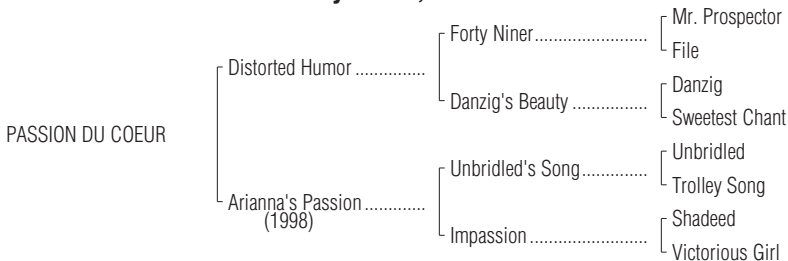 Mr. Prospector
Forty Niner
File
Distorted Humor
Danzig
Danzig's Beauty
Sweetest Chant
PASSION DU COEUR
Unbridled
Unbridled's Song
Trolley Song
Arianna's Passion
(1998)
Shadeed
Impassion
Victorious Girl